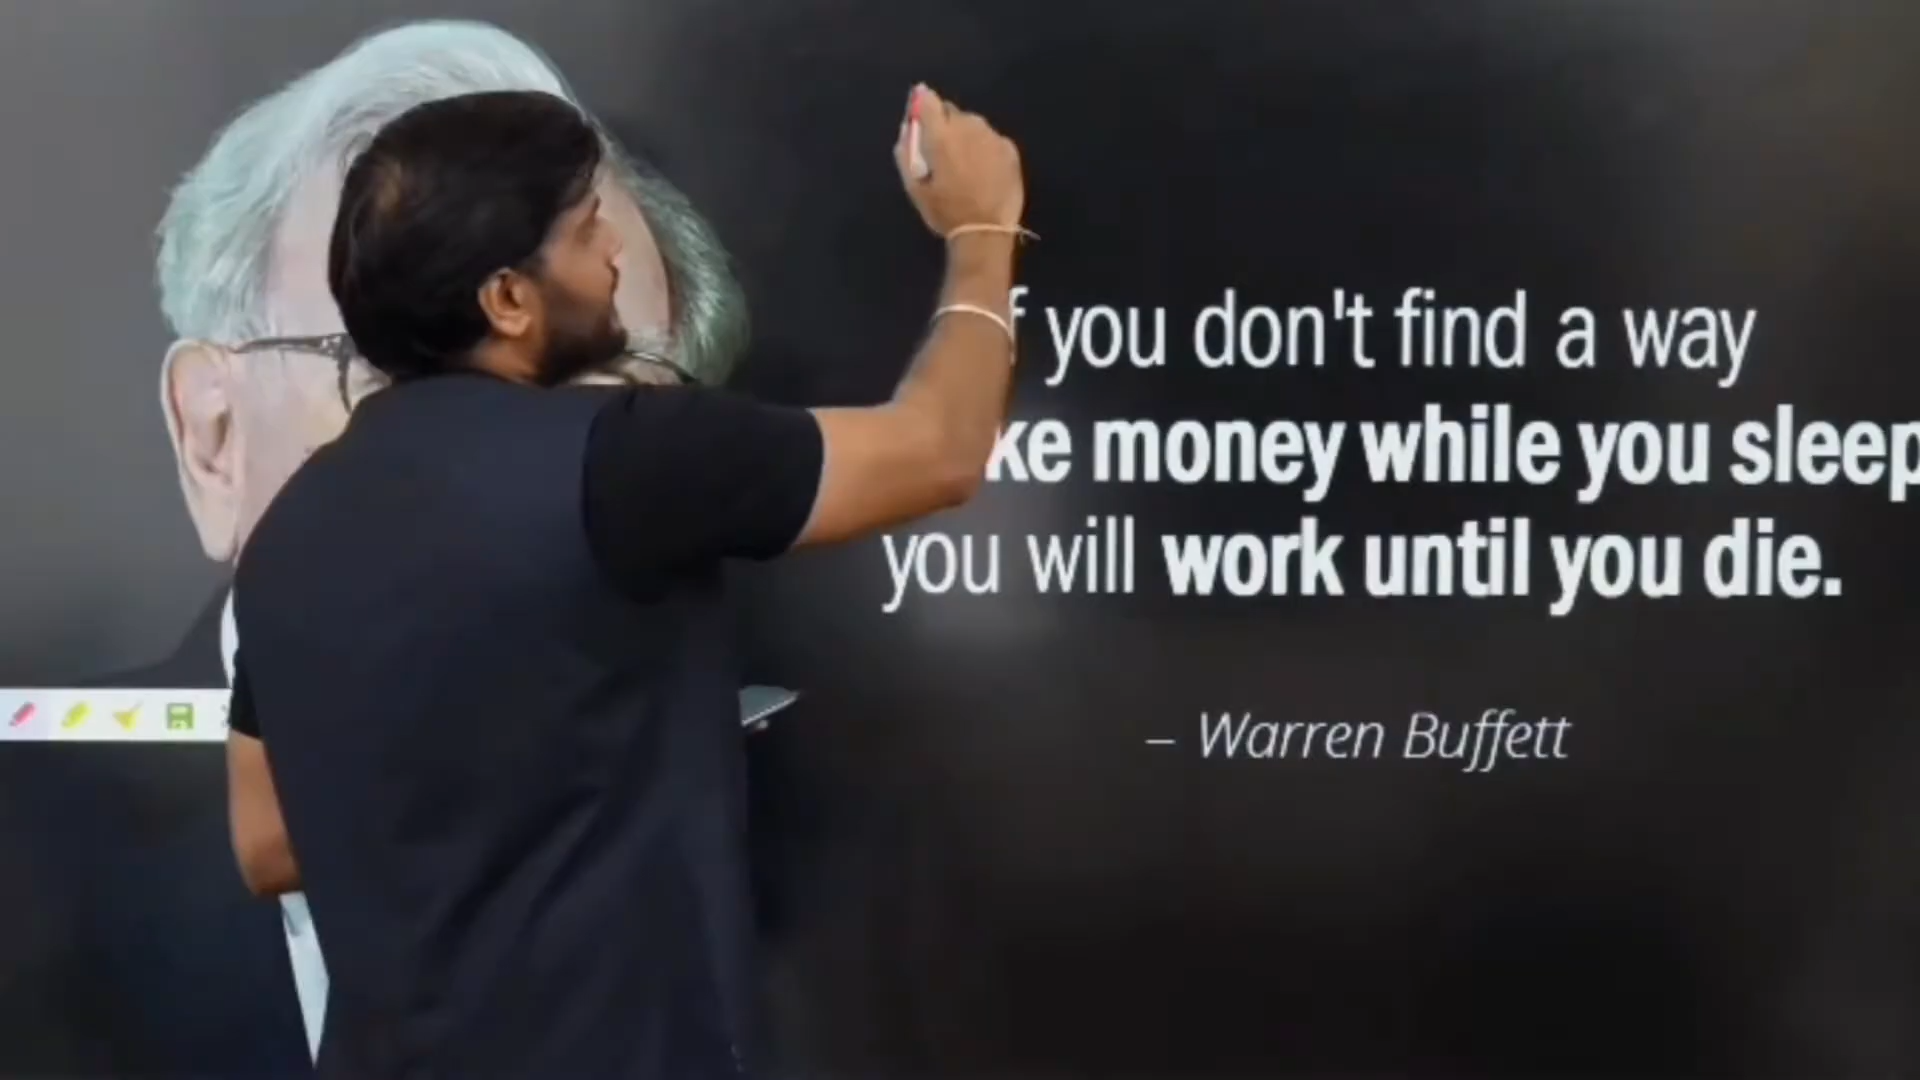 f you don't find a way
ke money while you sleep
you will work until you die.
– Warren Buffett